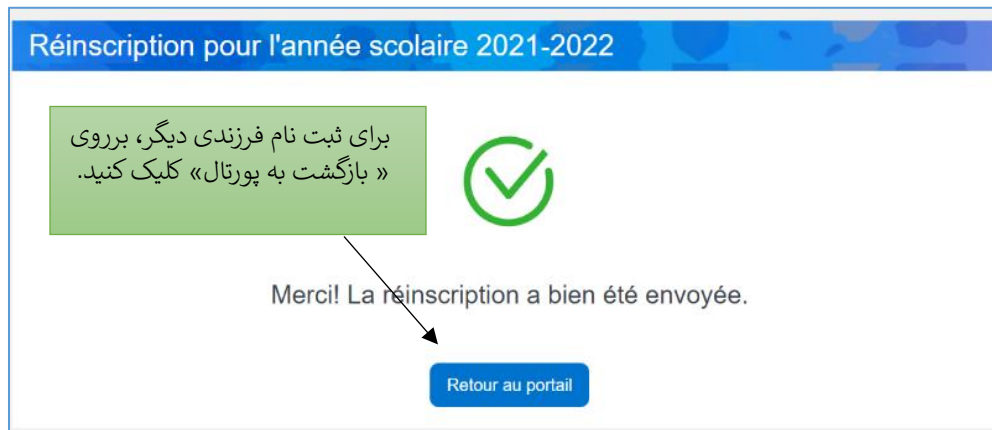 Réinscription pour l'année scolaire 2021-2022
برای ثبت نام فرزندی دیگر، برروی
« بازگشت به پورتال» کلیک کنید.
Merci! La réinscription a bien été envoyée.
Retour au portail